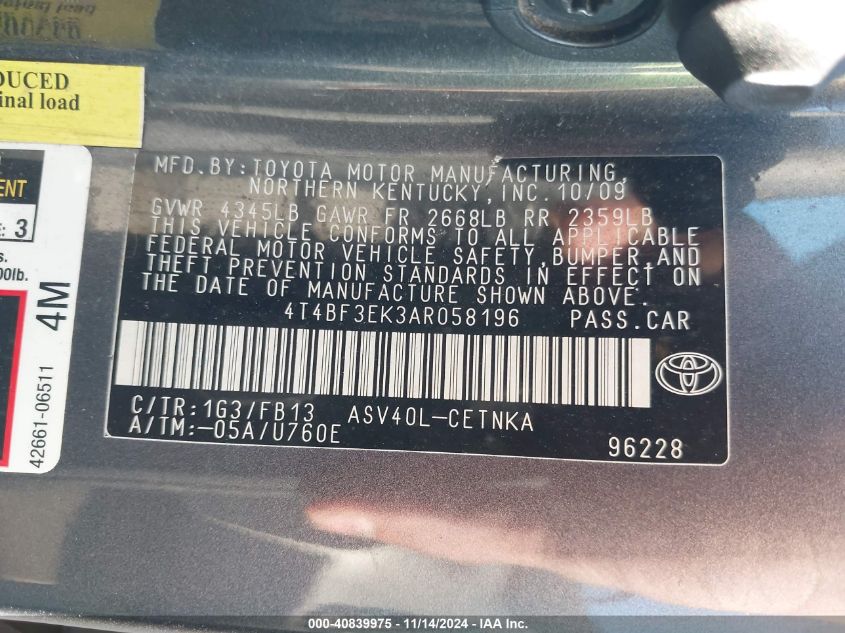 DUCED
inal load
ENT
E: 3
s.
00lb.
4M
42661-06511
MFD.BY:TOYOTA MOTOR MANUFACTURING,
NORTHERN KENTUCKY,INC. 10/09
GVWR 4345LB GAWR FR 2668LB RR 2359LB
THIS VEHICLE CONFORMS TO ALL APPLICABLE
FEDERAL MOTOR VEHICLE SAFETY,BUMPER,AND
THEFT PREVENTION STANDARDS IN EFFECT ON
THE DATE OF MANUFACTURE SHOWN ABOVE.
4T4BF3EK3AR058196 PASS.CAR
C/TR:1G3/FB13 ASV40L-CETNKA
A/TM:-05A/U760E
96228
000-40839975 - 11/14/2024 - IAA Inc.